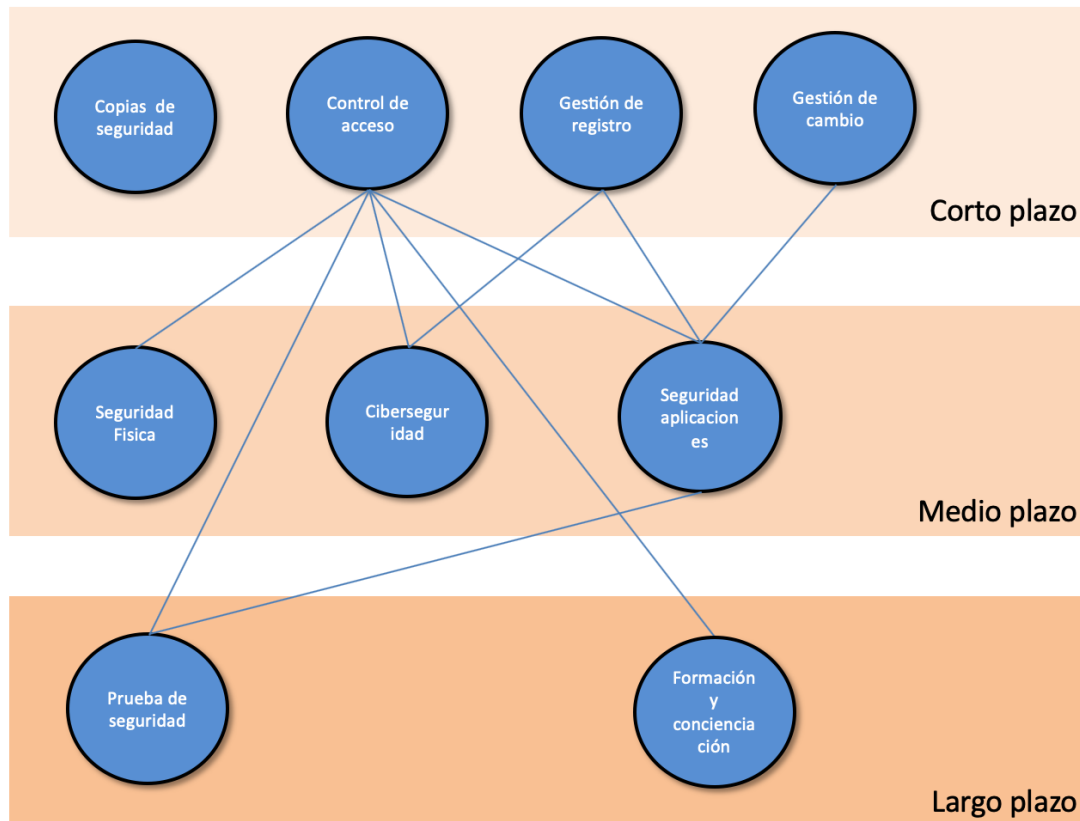 Copias de
seguridad
Control de
acceso
Gestión de
registro
Gestión de
cambio
Corto plazo
Seguridad
Fisica
Cibersegur
idad
Seguridad
aplicacion
es
Medio plazo
Prueba de
seguridad
Formación
y
conciencia
ción
Largo plazo